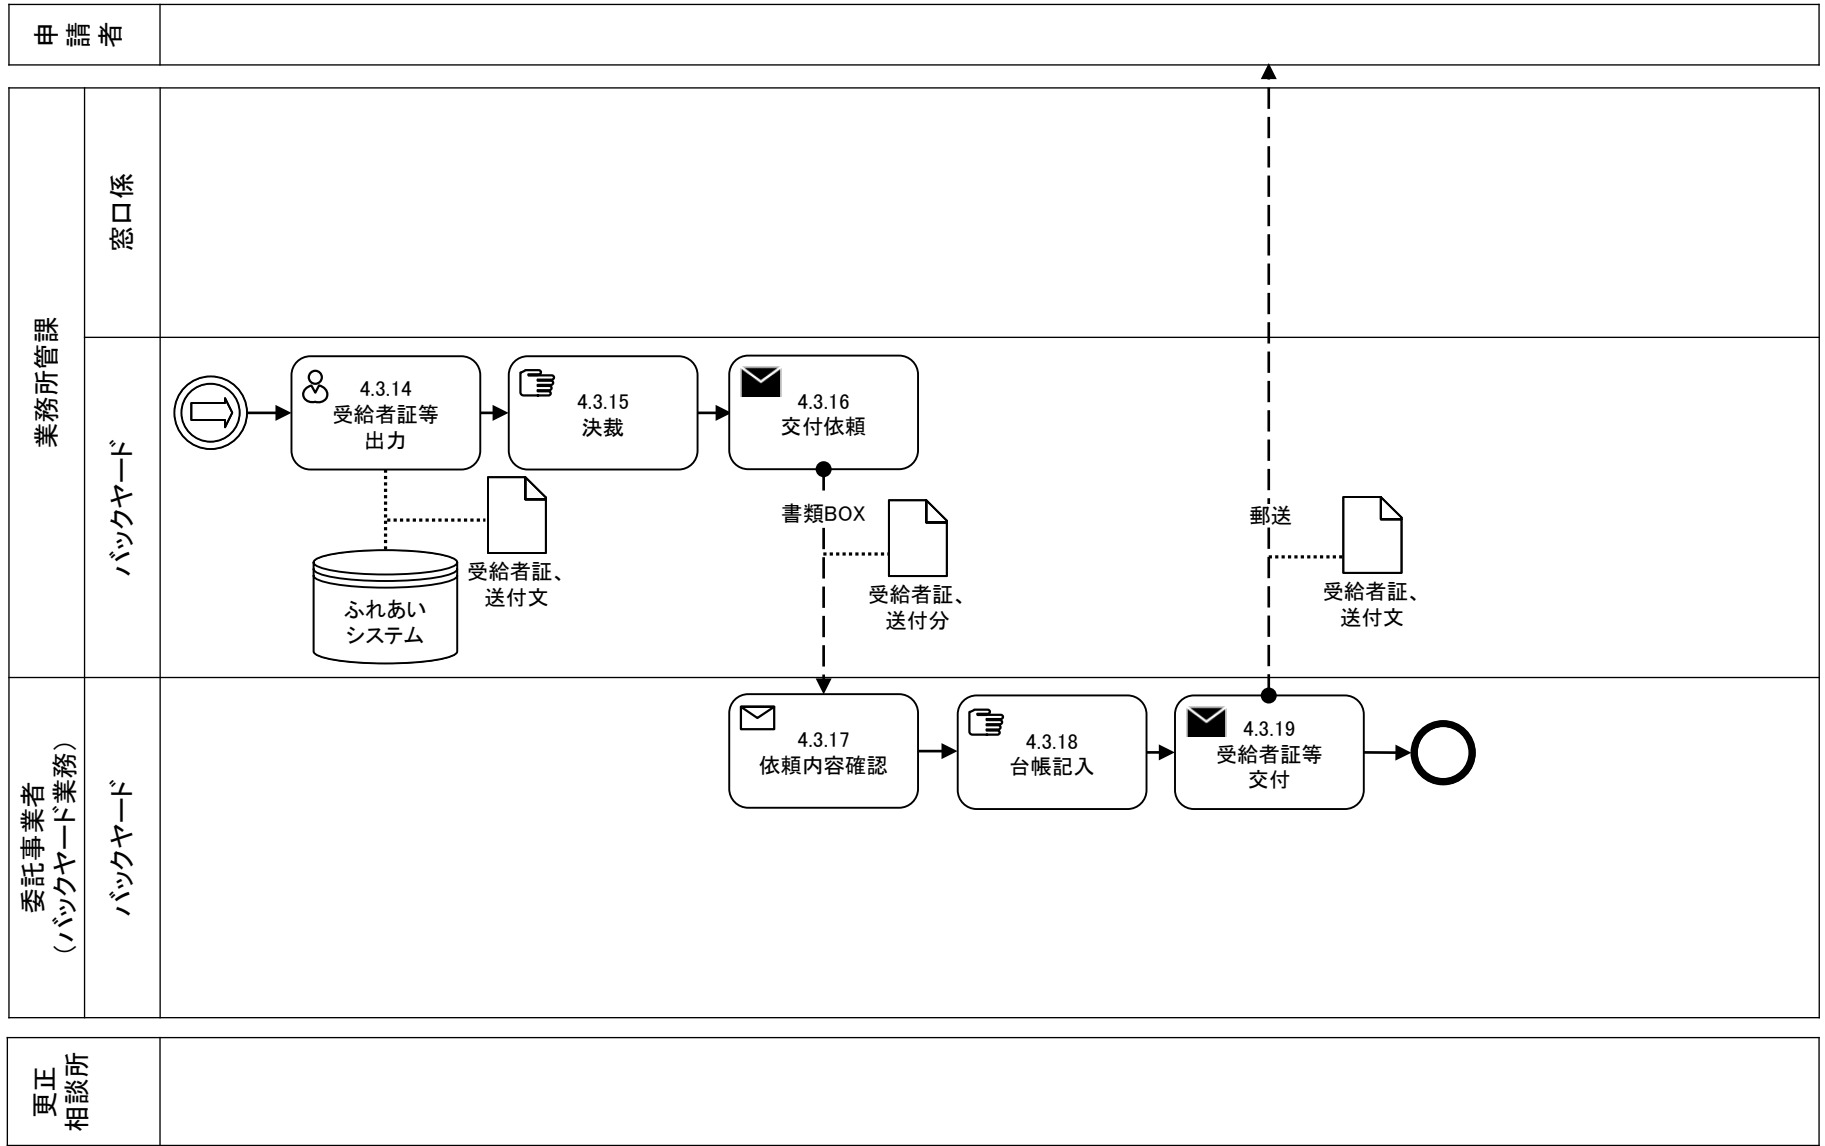 申請者
業務所管課
窓口係
バックヤード
4.3.14
受給者証等
出力
4.3.15
決裁
4.3.16
交付依頼
受給者証、
送付文
ふれあい
システム
書類BOX
受給者証、
送付分
郵送
受給者証、
送付文
委託事業者
（バックヤード業務）
バックヤード
4.3.17
依頼内容確認
4.3.18
台帳記入
4.3.19
受給者証等
交付
更正
相談所